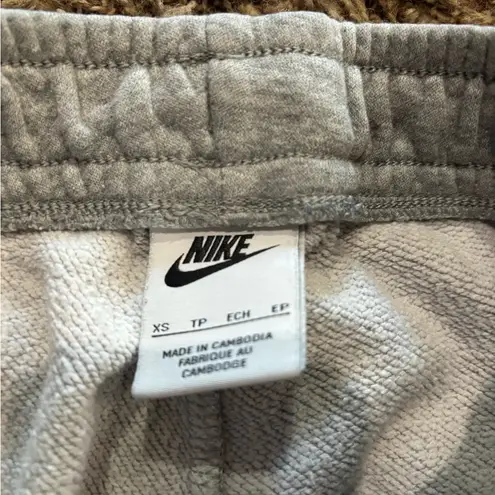 NIKE
XS TP ECH EP
MADE IN CAMBODIA
FABRIQUE AU
CAMBODGE